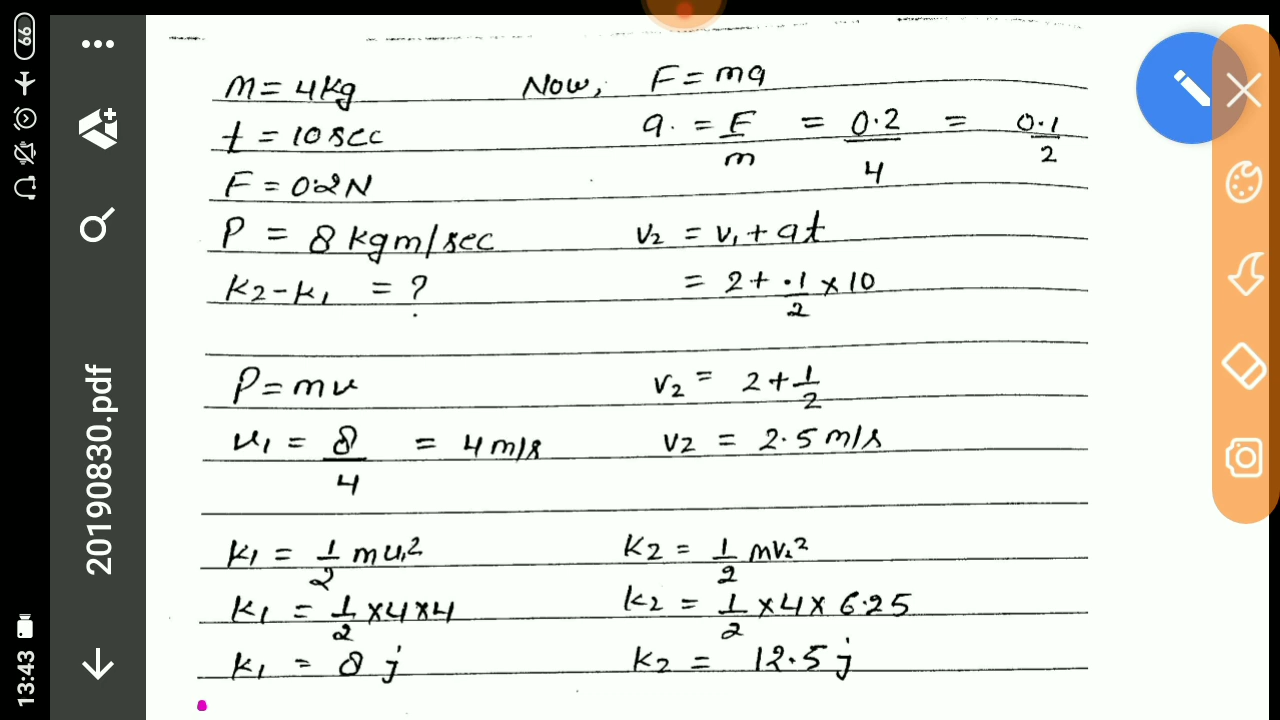 66
13:43
20190830.pdf
m = 4kg
t = 10 sec
F = 0.2N
P = 8 kgm/sec
k2 - k1 = ?
P = mv
u1 = 8/4 = 4 m/s
k1 = 1/2 mu1²
k1 = 1/2 × 4 × 4
k1 = 8 j
Now, F = ma
a. = F/m = 0.2/4 = 0.1/2
v2 = v1 + at
= 2 + .1/2 × 10
v2 = 2 + 1/2
v2 = 2.5 m/s
k2 = 1/2 mv2²
k2 = 1/2 × 4 × 6.25
k2 = 12.5 j